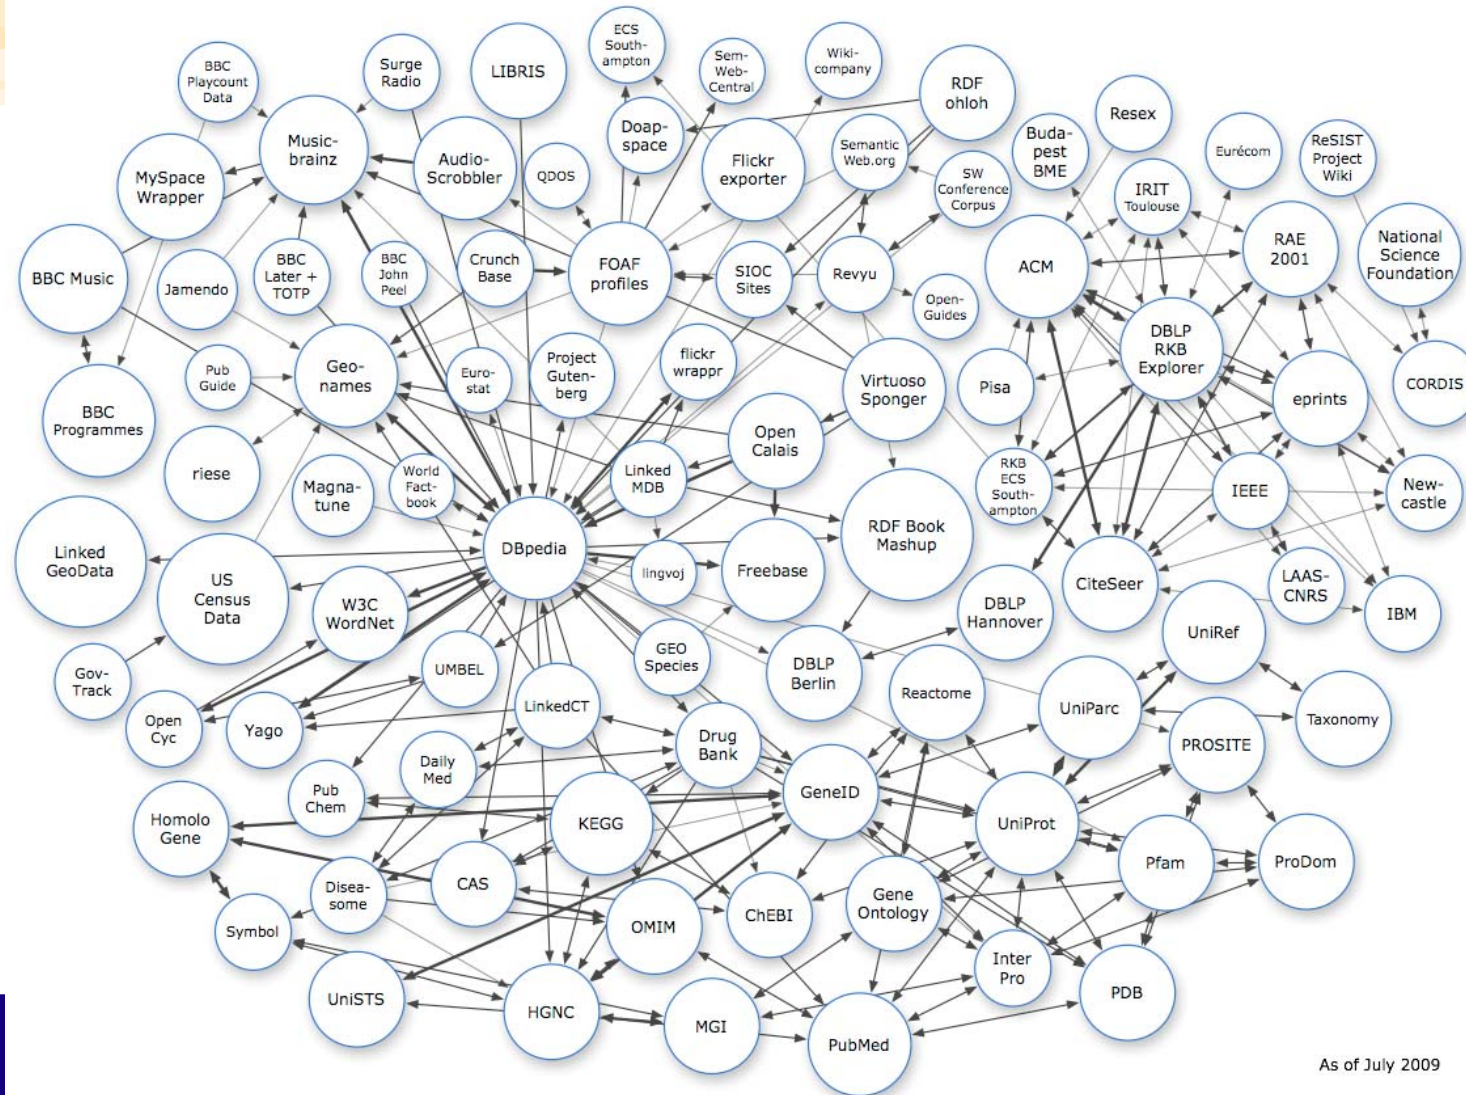 ECS
South-
ampton
BBC
Playcount
Data
Surge
Radio
LIBRIS
Sem-
Web-
Central
Wiki-
company
RDF
ohloh
Resex
Music-
brainz
Doap-
space
Flickr
exporter
Semantic
Web.org
Buda-
pest
BME
Eurécom
ReSIST
Project
Wiki
MySpace
Wrapper
Audio-
Scrobbler
QDOS
SW
Conference
Corpus
IRIT
Toulouse
BBC Music
Jamendo
BBC
Later +
TOTP
BBC
John
Peel
Crunch
Base
FOAF
profiles
SIOC
Sites
Revyu
Open-
Guides
ACM
RAE
2001
National
Science
Foundation
DBLP
RKB
Explorer
BBC
Programmes
Pub
Guide
Geo-
names
Euro-
stat
Project
Guten-
berg
flickr
wrappr
Virtuoso
Sponger
Pisa
eprints
CORDIS
riese
Magna-
tune
World
Fact-
book
Linked
MDB
Open
Calais
RKB
ECS
South-
ampton
IEEE
New-
castle
Linked
GeoData
US
Census
Data
W3C
WordNet
DBpedia
lingvoj
Freebase
RDF Book
Mashup
DBLP
Hannover
CiteSeer
LAAS-
CNRS
IBM
Gov-
Track
Open
Cyc
Yago
UMBEL
LinkedCT
GEO
Species
DBLP
Berlin
Reactome
UniParc
UniRef
Taxonomy
PROSITE
Homolo
Gene
Pub
Chem
Daily
Med
KEGG
Drug
Bank
GeneID
UniProt
Pfam
ProDom
Symbol
Disea-
some
CAS
OMIM
ChEBI
Gene
Ontology
Inter
Pro
PDB
UniSTS
HGNC
MGI
PubMed
As of July 2009